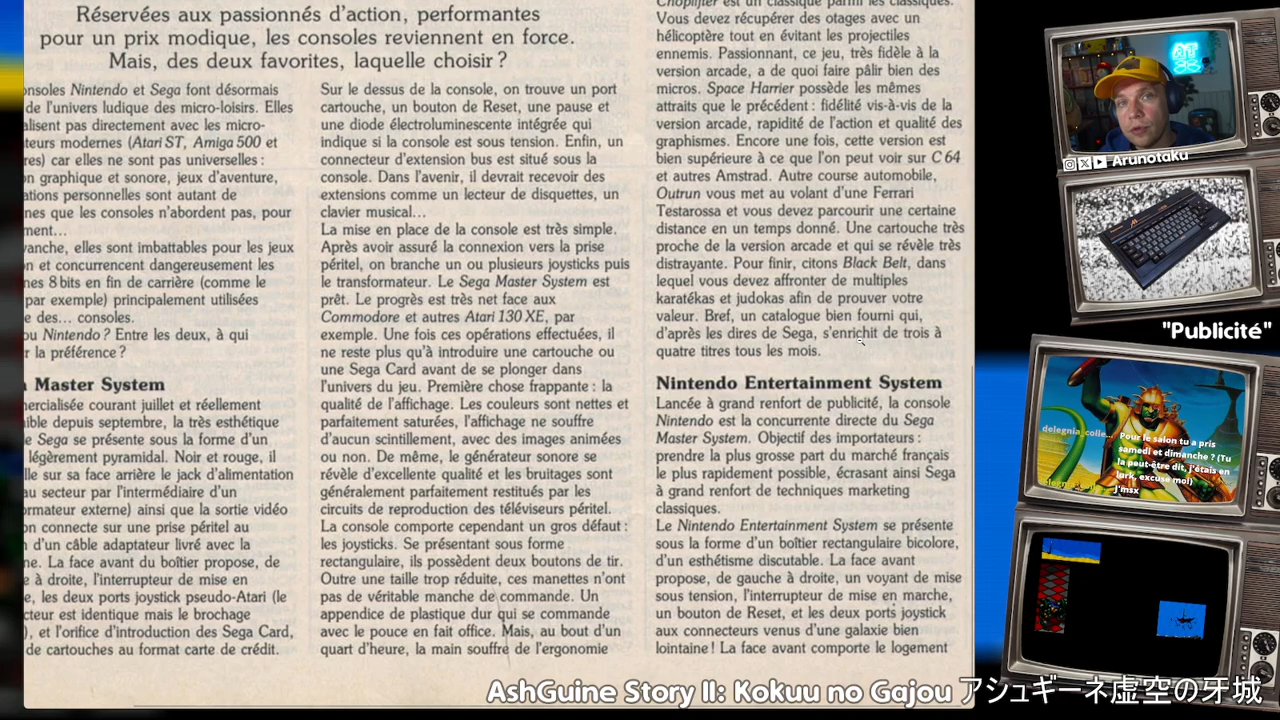 Réservées aux passionnés d'action, performantes
pour un prix modique, les consoles reviennent en force.
Mais, des deux favorites, laquelle choisir ?
onsoles Nintendo et Sega font désormais
de l'univers ludique des micro-loisirs. Elles
alisent pas directement avec les micro-
teurs modernes (Atari ST, Amiga 500 et
res) car elles ne sont pas universelles :
on graphique et sonore, jeux d'aventure,
ations personnelles sont autant de
nes que les consoles n'abordent pas, pour
ment...
vanche, elles sont imbattables pour les jeux
n et concurrencent dangereusement les
nes 8 bits en fin de carrière (comme le
par exemple) principalement utilisées
e des... consoles.
ou Nintendo ? Entre les deux, à qui
r la préférence ?
a Master System
mercialisée courant juillet et réellement
ible depuis septembre, la très esthétique
e Sega se présente sous la forme d'un
légèrement pyramidal. Noir et rouge, il
lle sur sa face arrière le jack d'alimentation
au secteur par l'intermédiaire d'un
ormateur externe) ainsi que la sortie vidéo
on connecte sur une prise péritel au
n d'un câble adaptateur livré avec la
ne. La face avant du boîtier propose, de
e à droite, l'interrupteur de mise en
e, les deux ports joystick pseudo-Atari (le
cteur est identique mais le brochage
), et l'orifice d'introduction des Sega Card,
de cartouches au format carte de crédit.
Sur le dessus de la console, on trouve un port
cartouche, un bouton de Reset, une pause et
une diode électroluminescente intégrée qui
indique si la console est sous tension. Enfin, un
connecteur d'extension bus est situé sous la
console. Dans l'avenir, il devrait recevoir des
extensions comme un lecteur de disquettes, un
clavier musical...
La mise en place de la console est très simple.
Après avoir assuré la connexion vers la prise
péritel, on branche un ou plusieurs joysticks puis
le transformateur. Le Sega Master System est
prêt. Le progrès est très net face aux
Commodore et autres Atari 130 XE, par
exemple. Une fois ces opérations effectuées, il
ne reste plus qu'à introduire une cartouche ou
une Sega Card avant de se plonger dans
l'univers du jeu. Première chose frappante : la
qualité de l'affichage. Les couleurs sont nettes et
parfaitement saturées, l'affichage ne souffre
d'aucun scintillement, avec des images animées
ou non. De même, le générateur sonore se
révèle d'excellente qualité et les bruitages sont
généralement parfaitement restitués par les
circuits de reproduction des téléviseurs péritel.
La console comporte cependant un gros défaut :
les joysticks. Se présentant sous forme
rectangulaire, ils possèdent deux boutons de tir.
Outre une taille trop réduite, ces manettes n'ont
pas de véritable manche de commande. Un
appendice de plastique dur qui se commande
avec le pouce en fait office. Mais, au bout d'un
quart d'heure, la main souffre de l'ergonomie
Choplifter est un classique parmi les classiques.
Vous devez récupérer des otages avec un
hélicoptère tout en évitant les projectiles
ennemis. Passionnant, ce jeu, très fidèle à la
version arcade, a de quoi faire pâlir bien des
micros. Space Harrier possède les mêmes
attraits que le précédent : fidélité vis-à-vis de la
version arcade, rapidité de l'action et qualité des
graphismes. Encore une fois, cette version est
bien supérieure à ce que l'on peut voir sur C 64
et autres Amstrad. Autre course automobile,
Outrun vous met au volant d'une Ferrari
Testarossa et vous devez parcourir une certaine
distance en un temps donné. Une cartouche très
proche de la version arcade et qui se révèle très
distrayante. Pour finir, citons Black Belt, dans
lequel vous devez affronter de multiples
karatékas et judokas afin de prouver votre
valeur. Bref, un catalogue bien fourni qui,
d'après les dires de Sega, s'enrichit de trois à
quatre titres tous les mois.
Nintendo Entertainment System
Lancée à grand renfort de publicité, la console
Nintendo est la concurrente directe du Sega
Master System. Objectif des importateurs :
prendre la plus grosse part du marché français
le plus rapidement possible, écrasant ainsi Sega
à grand renfort de techniques marketing
classiques.
Le Nintendo Entertainment System se présente
sous la forme d'un boîtier rectangulaire bicolore,
d'un esthétisme discutable. La face avant
propose, de gauche à droite, un voyant de mise
sous tension, l'interrupteur de mise en marche,
un bouton de Reset, et les deux ports joystick
aux connecteurs venus d'une galaxie bien
lointaine ! La face avant comporte le logement
AT
Arunotaku
"Publicité"
delegnia_colle...
Pour le salon tu a pris
samedi et dimanche ? (Tu
la peut-être dit, j'étais en
lurk, excuse moi)
J'msx
AshGuine Story II: Kokuu no Gajou アシュギーネ虚空の牙城